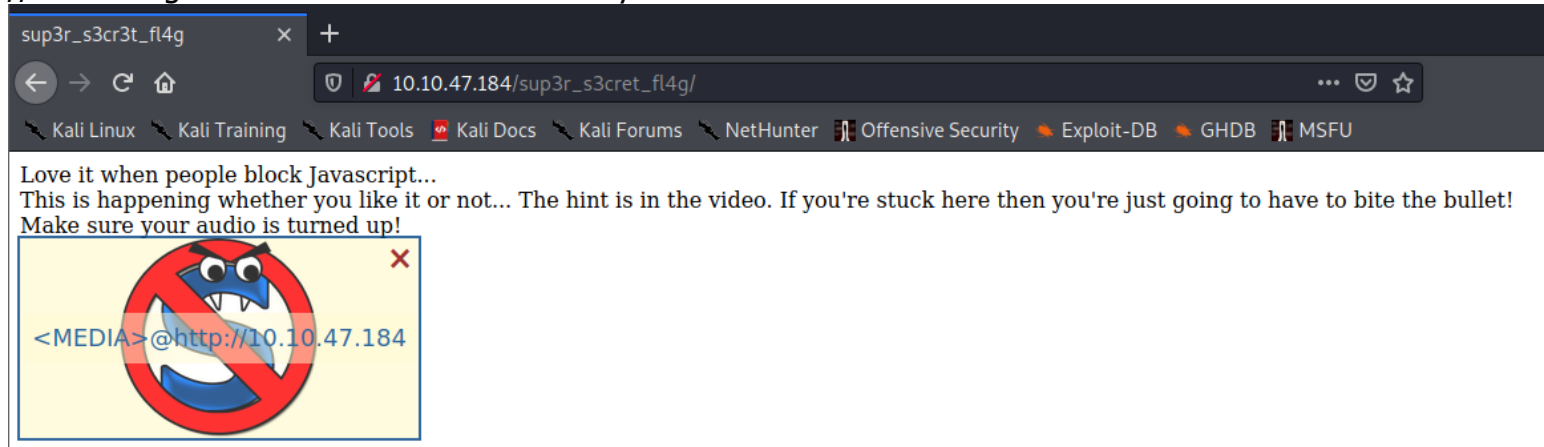 sup3r_s3cr3t_fl4g × +
10.10.47.184/sup3r_s3cret_fl4g/
Kali Linux Kali Training Kali Tools Kali Docs Kali Forums NetHunter Offensive Security Exploit-DB GHDB MSFU
Love it when people block Javascript...
This is happening whether you like it or not... The hint is in the video. If you're stuck here then you're just going to have to bite the bullet!
Make sure your audio is turned up!
<MEDIA>@http://10.10.47.184